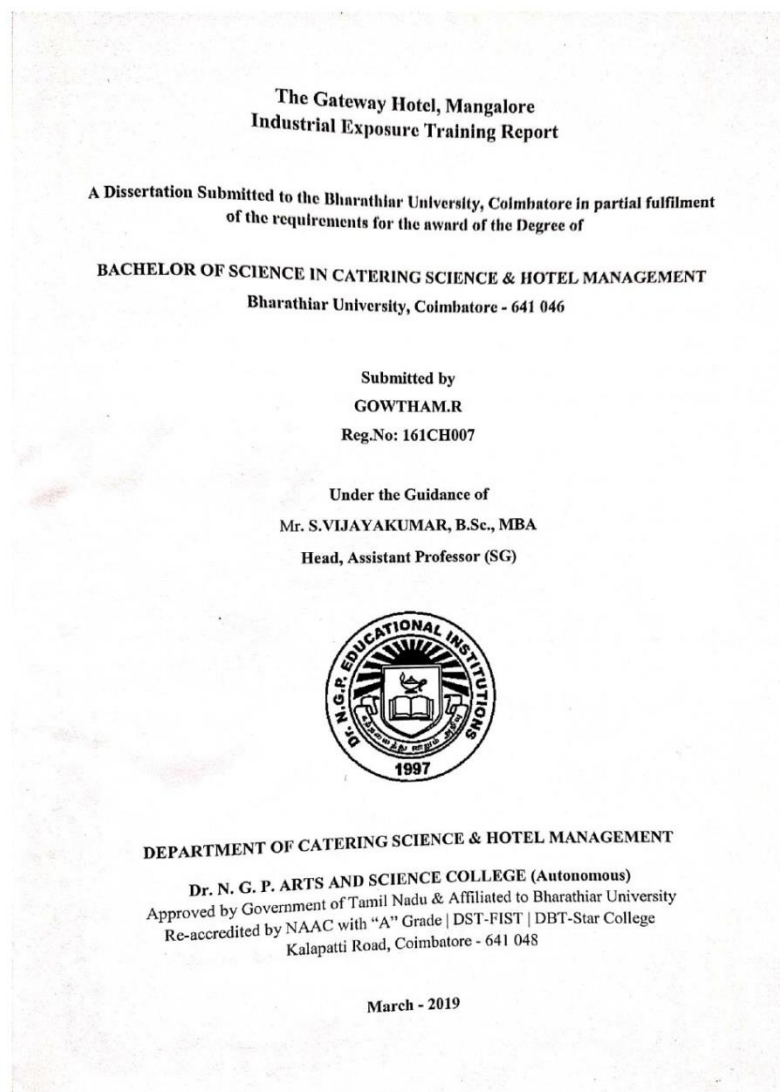 The Gateway Hotel, Mangalore
Industrial Exposure Training Report
A Dissertation Submitted to the Bharathiar University, Coimbatore in partial fulfilment
of the requirements for the award of the Degree of
BACHELOR OF SCIENCE IN CATERING SCIENCE & HOTEL MANAGEMENT
Bharathiar University, Coimbatore - 641 046
Submitted by
GOWTHAM.R
Reg.No: 161CH007
Under the Guidance of
Mr. S.VIJAYAKUMAR, B.Sc., MBA
Head, Assistant Professor (SG)
Dr. N.G.P. EDUCATIONAL INSTITUTIONS
1997
DEPARTMENT OF CATERING SCIENCE & HOTEL MANAGEMENT
Dr. N. G. P. ARTS AND SCIENCE COLLEGE (Autonomous)
Approved by Government of Tamil Nadu & Affiliated to Bharathiar University
Re-accredited by NAAC with “A” Grade | DST-FIST | DBT-Star College
Kalapatti Road, Coimbatore - 641 048
March - 2019